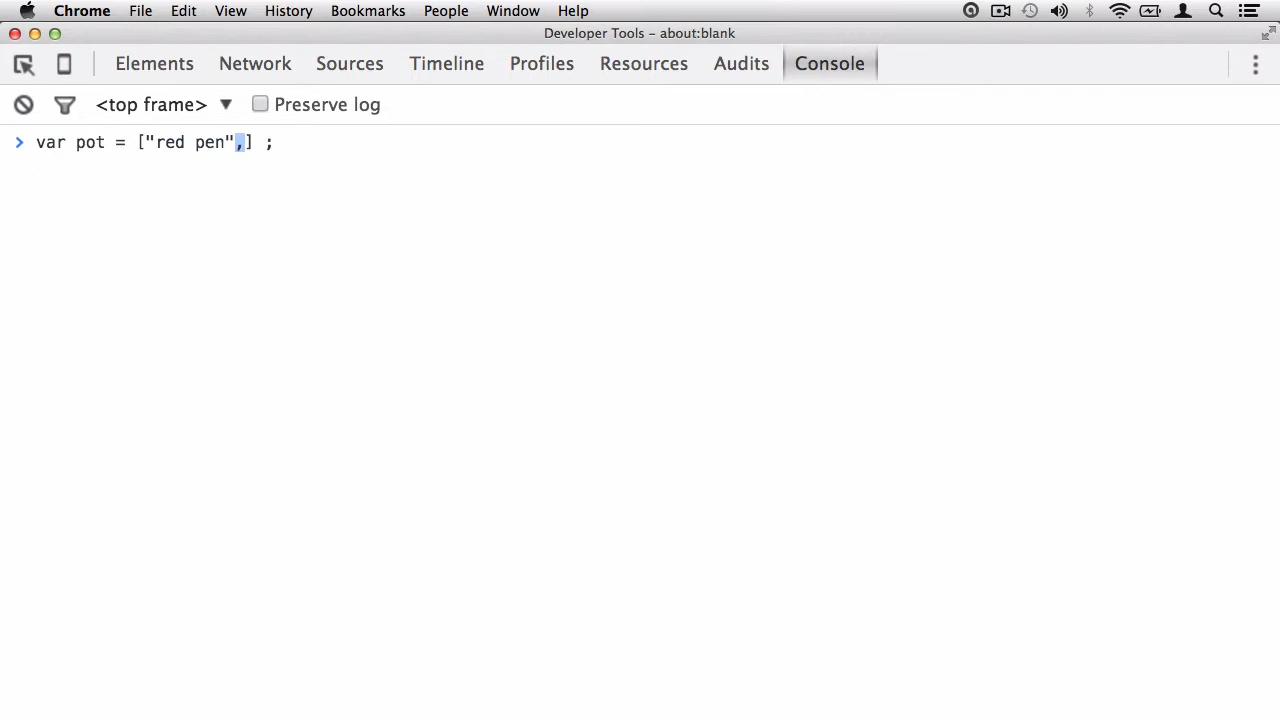 Chrome File Edit View History Bookmarks People Window Help
Developer Tools - about:blank
Elements Network Sources Timeline Profiles Resources Audits Console
<top frame> ▼ Preserve log
> var pot = ["red pen",] ;